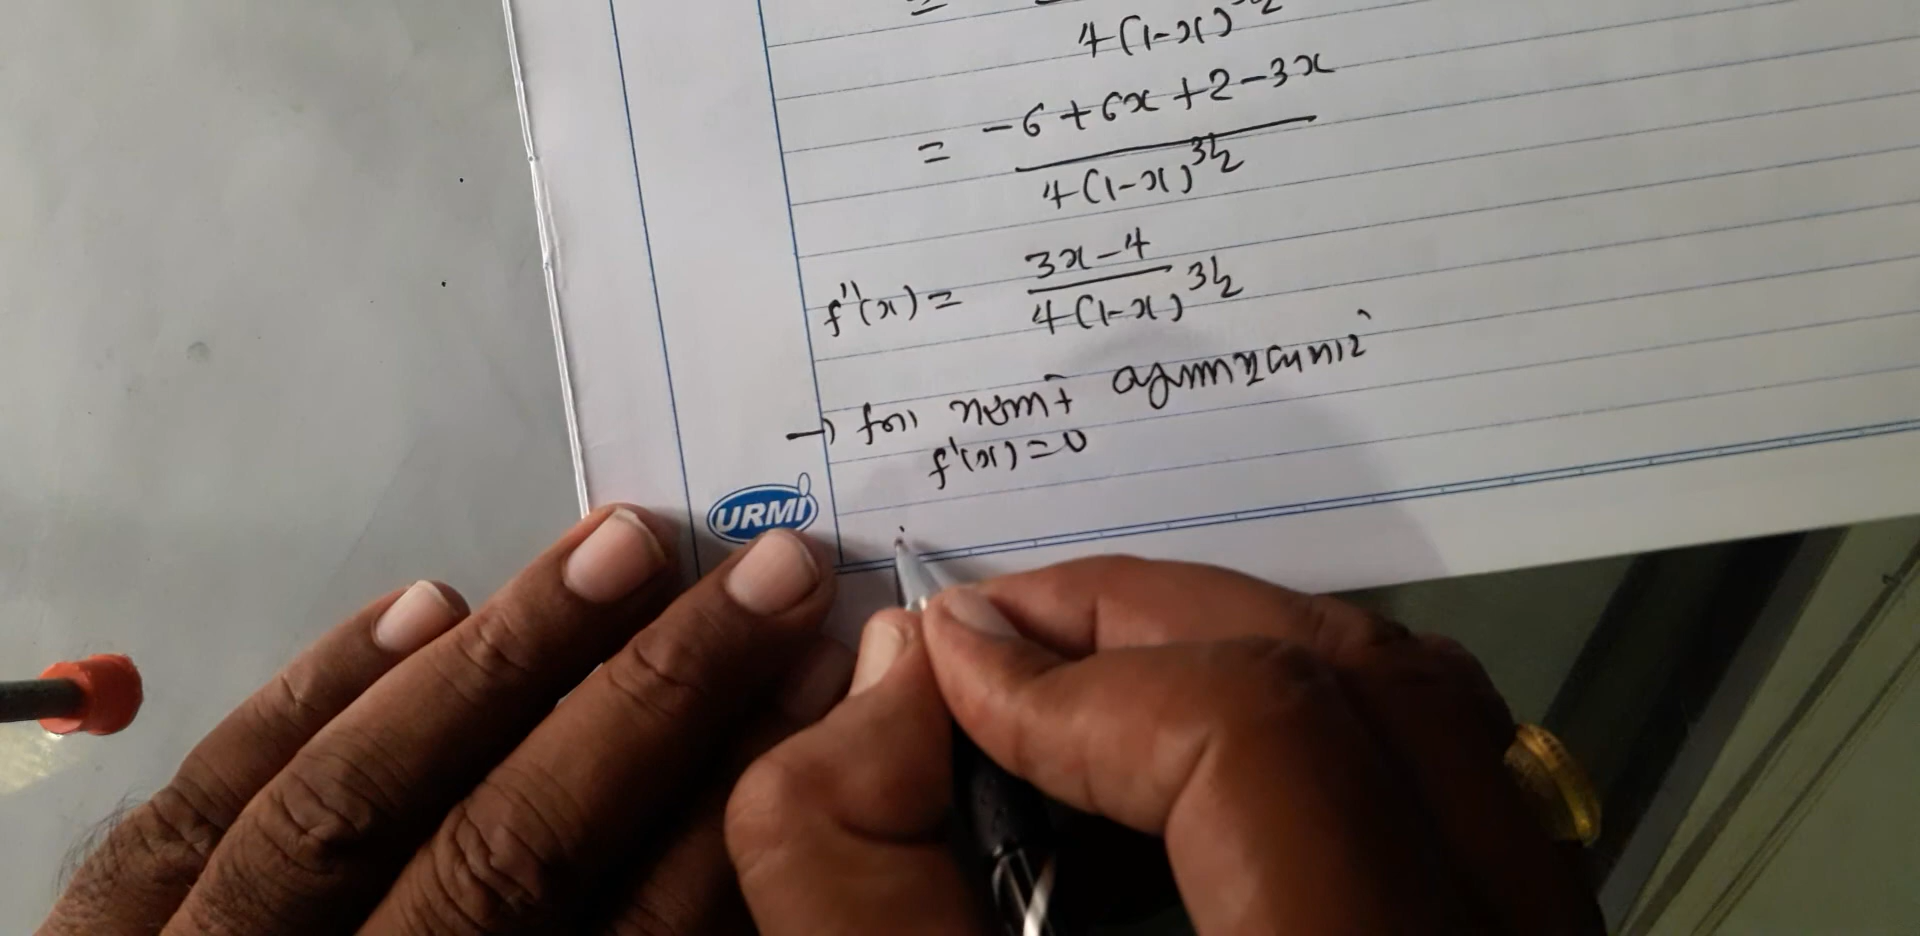 =
4(1-x)
= -6+6x+2-3x
4(1-x)^3/2
f''(x) = 3x-4
4(1-x)^3/2
→ for
f'(x)=0
URMI